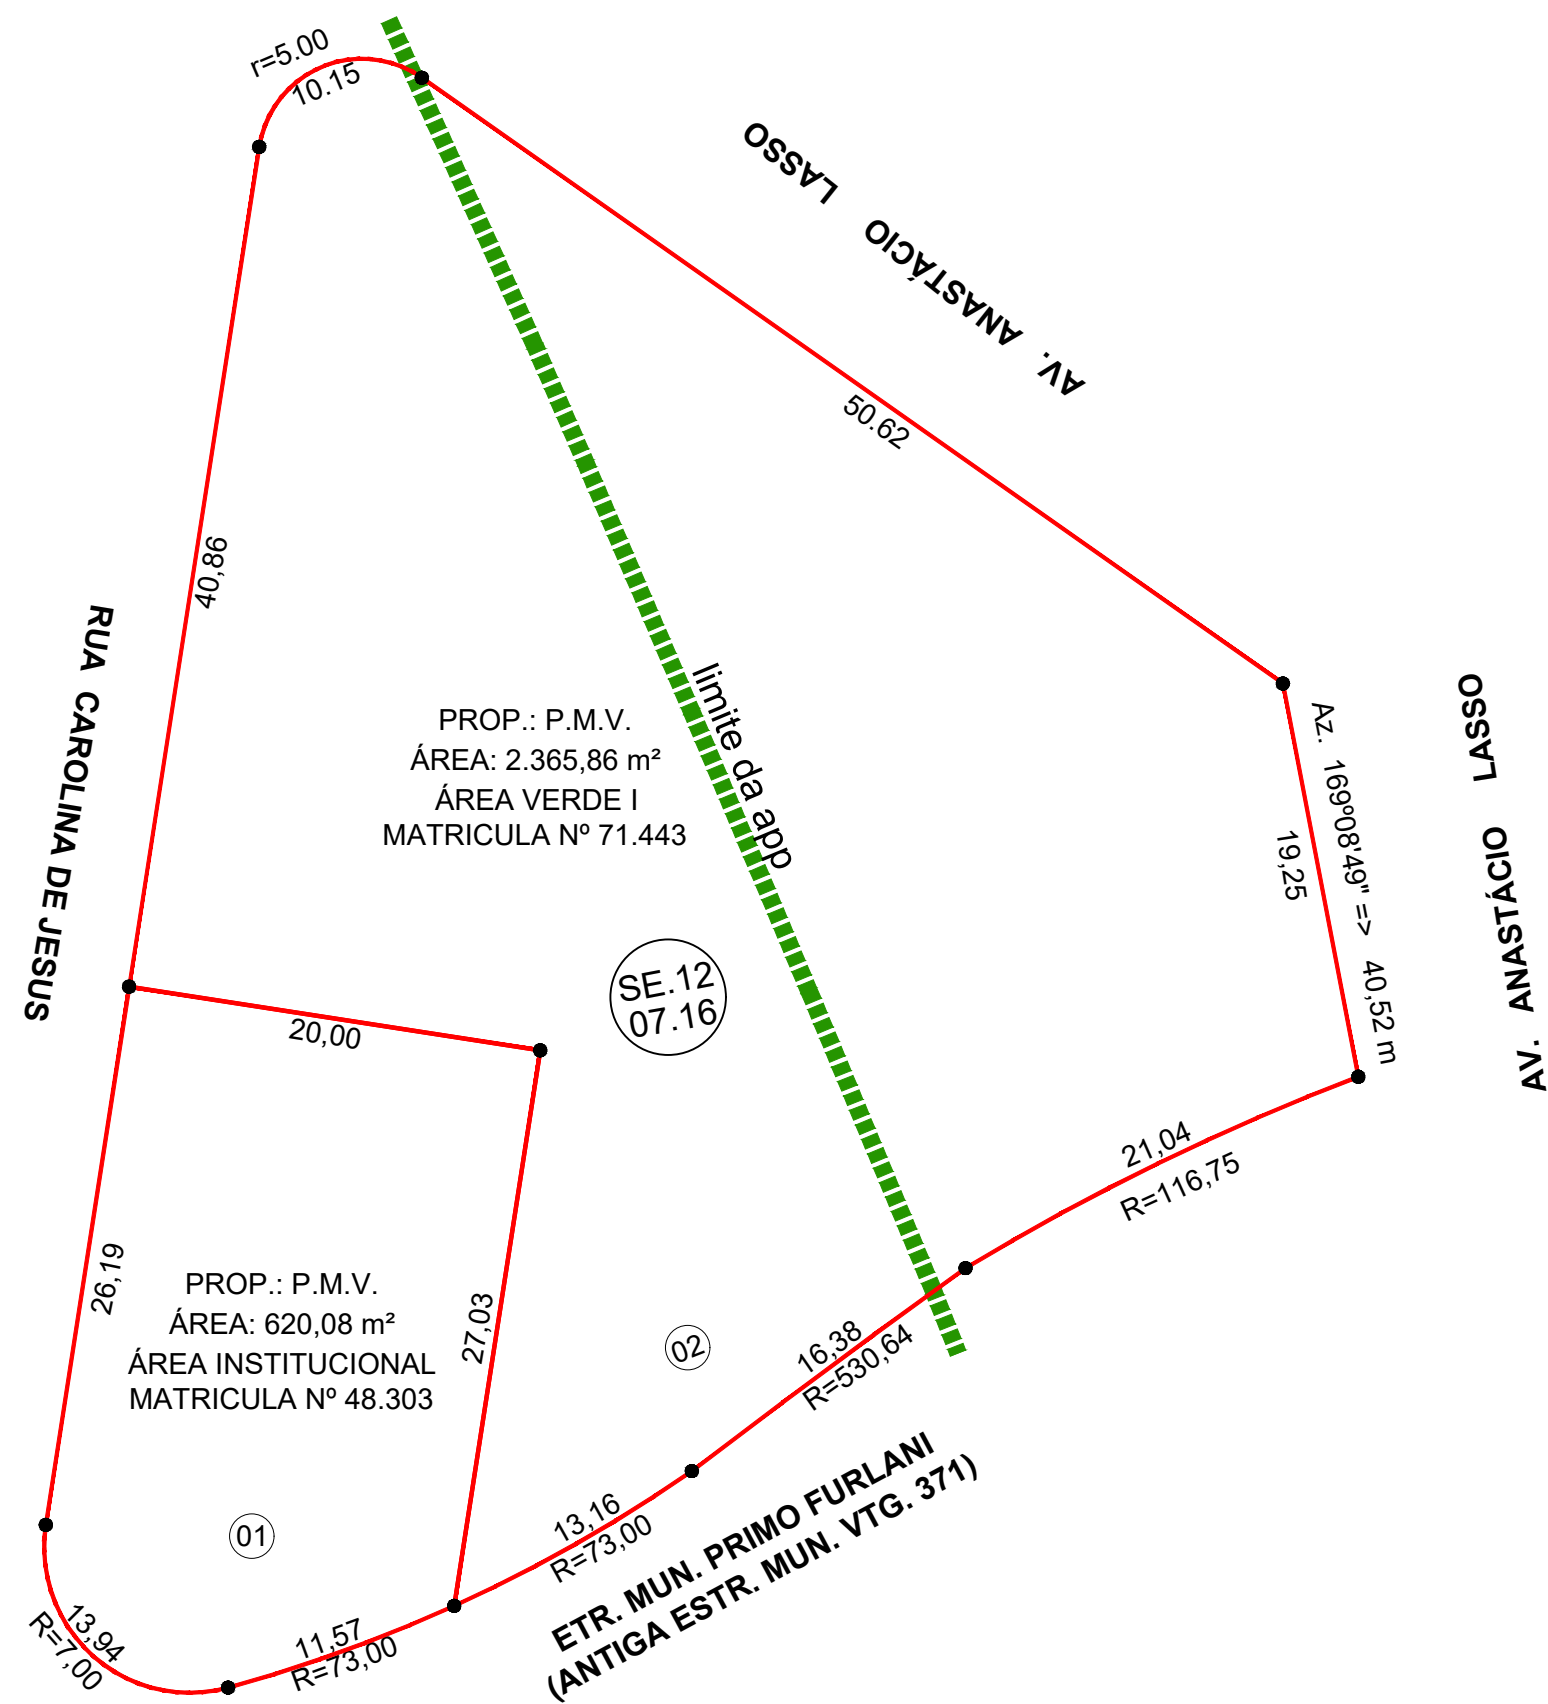 r=5.00
10.15
AV. ANASTÁCIO LASSO
50.62
40,86
RUA CAROLINA DE JESUS
limite da app
PROP.: P.M.V.
ÁREA: 2.365,86 m²
ÁREA VERDE I
MATRICULA Nº 71.443
Az. 169º08'49" => 40,52 m
19,25
AV. ANASTÁCIO LASSO
SE.12
07.16
20,00
21,04
R=116,75
26,19
PROP.: P.M.V.
ÁREA: 620,08 m²
ÁREA INSTITUCIONAL
MATRICULA Nº 48.303
27,03
02
16,38
R=530,64
01
13,16
R=73,00
ETR. MUN. PRIMO FURLANI
(ANTIGA ESTR. MUN. VTG. 371)
13,94
R=7,00
11,57
R=73,00